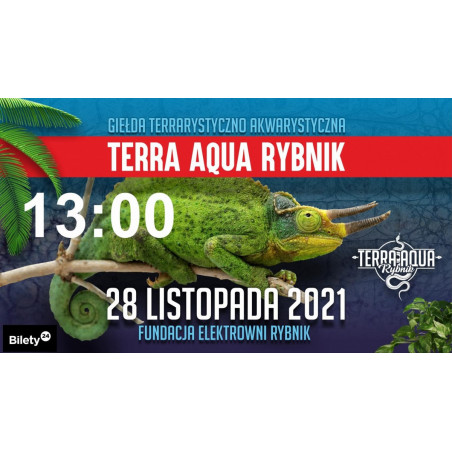 GIEŁDA TERRARYSTYCZNO AKWARYSTYCZNA
TERRA AQUA RYBNIK
13:00
TERRA-AQUA
Rybnik
28 LISTOPADA 2021
FUNDACJA ELEKTROWNI RYBNIK
Bilety24